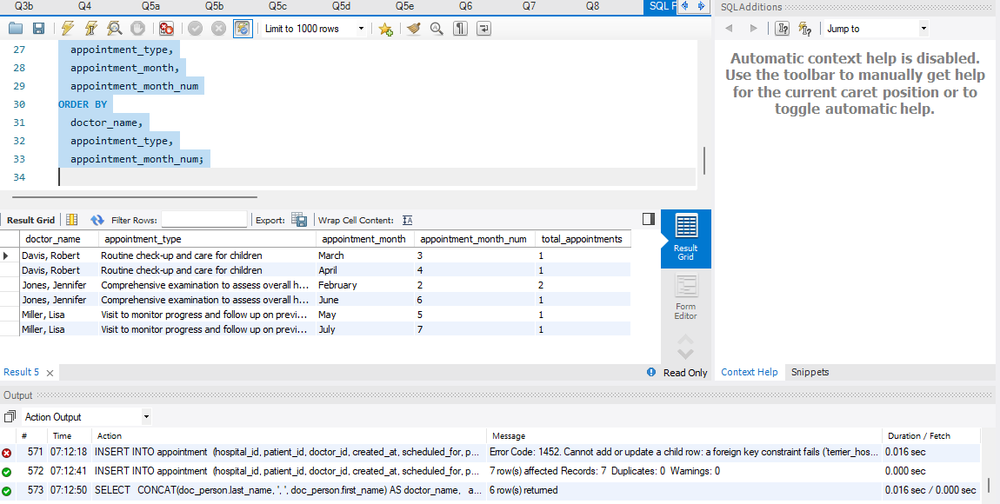 Q3b Q4 Q5a Q5b Q5c Q5d Q5e Q6 Q7 Q8 SQL F
SQLAdditions
Limit to 1000 rows
Jump to
27 appointment_type,
28 appointment_month,
29 appointment_month_num
30 ORDER BY
31 doctor_name,
32 appointment_type,
33 appointment_month_num;
34
Automatic context help is disabled.
Use the toolbar to manually get help
for the current caret position or to
toggle automatic help.
Result Grid Filter Rows: Export: Wrap Cell Content:
doctor_name appointment_type appointment_month appointment_month_num total_appointments
Davis, Robert Routine check-up and care for children March 3 1
Davis, Robert Routine check-up and care for children April 4 1
Jones, Jennifer Comprehensive examination to assess overall h... February 2 2
Jones, Jennifer Comprehensive examination to assess overall h... June 6 1
Miller, Lisa Visit to monitor progress and follow up on previ... May 5 1
Miller, Lisa Visit to monitor progress and follow up on previ... July 7 1
Result
Grid
Form
Editor
Result 5
Read Only
Context Help Snippets
Output
Action Output
# Time Action Message Duration / Fetch
571 07:12:18 INSERT INTO appointment (hospital_id, patient_id, doctor_id, created_at, scheduled_for, p... Error Code: 1452. Cannot add or update a child row: a foreign key constraint fails (`terrier_hos... 0.016 sec
572 07:12:41 INSERT INTO appointment (hospital_id, patient_id, doctor_id, created_at, scheduled_for, p... 7 row(s) affected Records: 7 Duplicates: 0 Warnings: 0 0.000 sec
573 07:12:50 SELECT CONCAT(doc_person.last_name, ', ', doc_person.first_name) AS doctor_name, a... 6 row(s) returned 0.016 sec / 0.000 sec